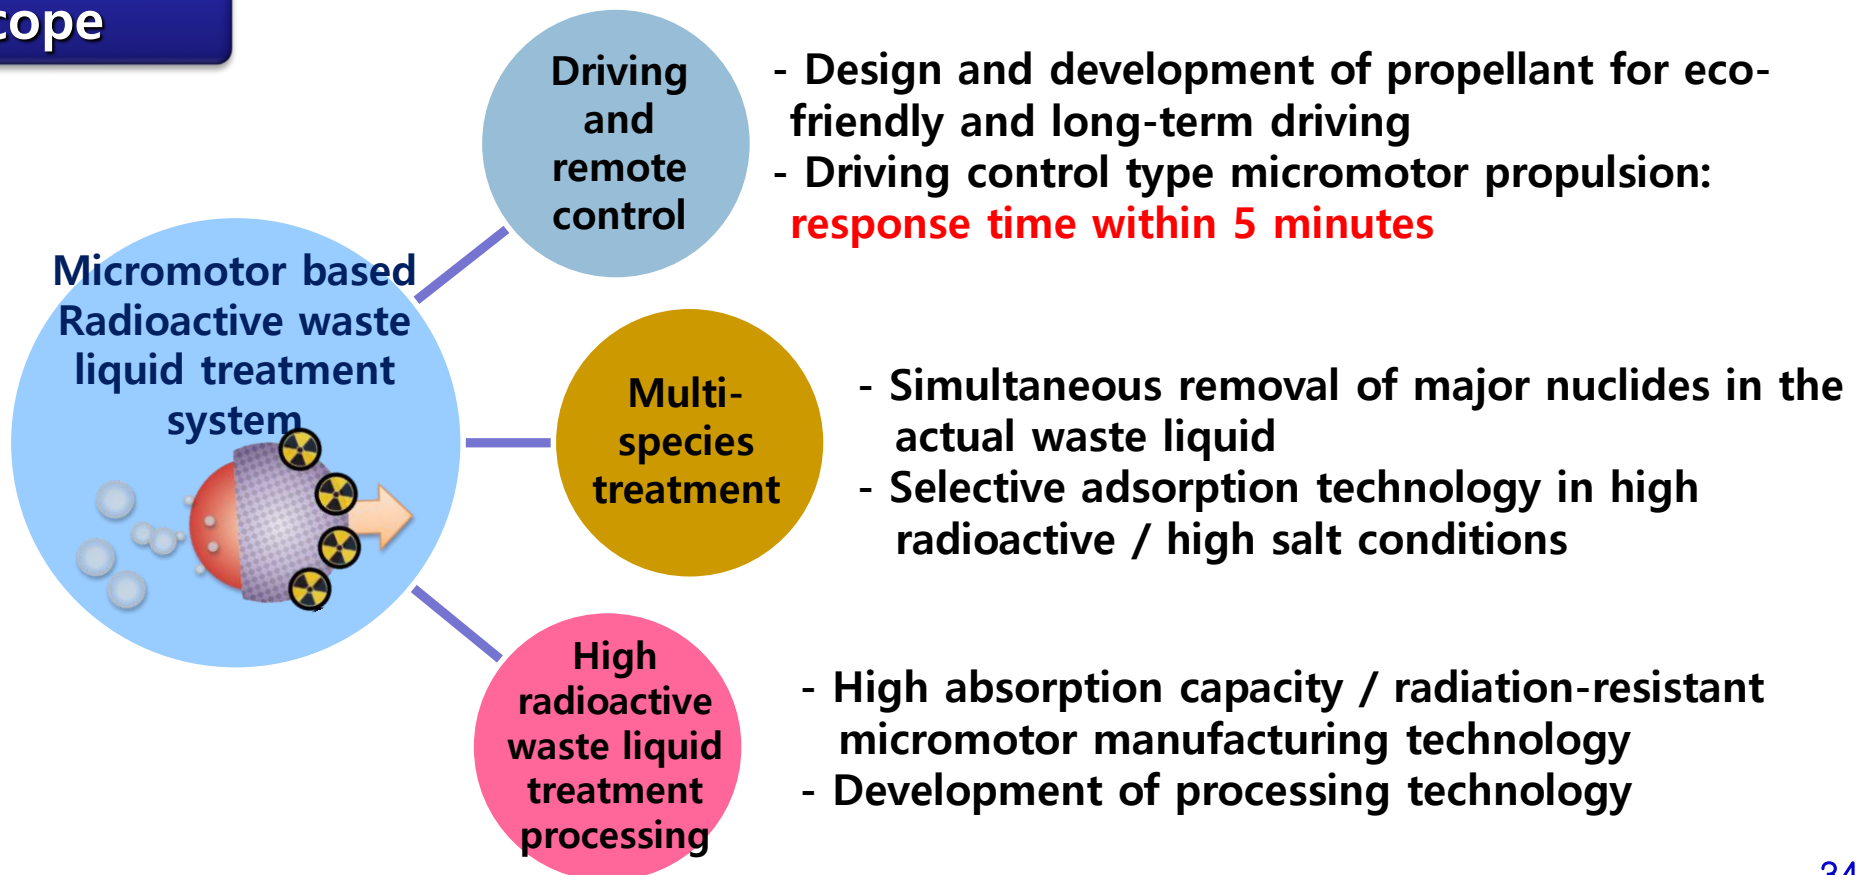 cope
Micromotor based
Radioactive waste
liquid treatment
system
Driving
and
remote
control
- Design and development of propellant for eco-
friendly and long-term driving
- Driving control type micromotor propulsion:
response time within 5 minutes
Multi-
species
treatment
- Simultaneous removal of major nuclides in the
actual waste liquid
- Selective adsorption technology in high
radioactive / high salt conditions
High
radioactive
waste liquid
treatment
processing
- High absorption capacity / radiation-resistant
micromotor manufacturing technology
- Development of processing technology
34